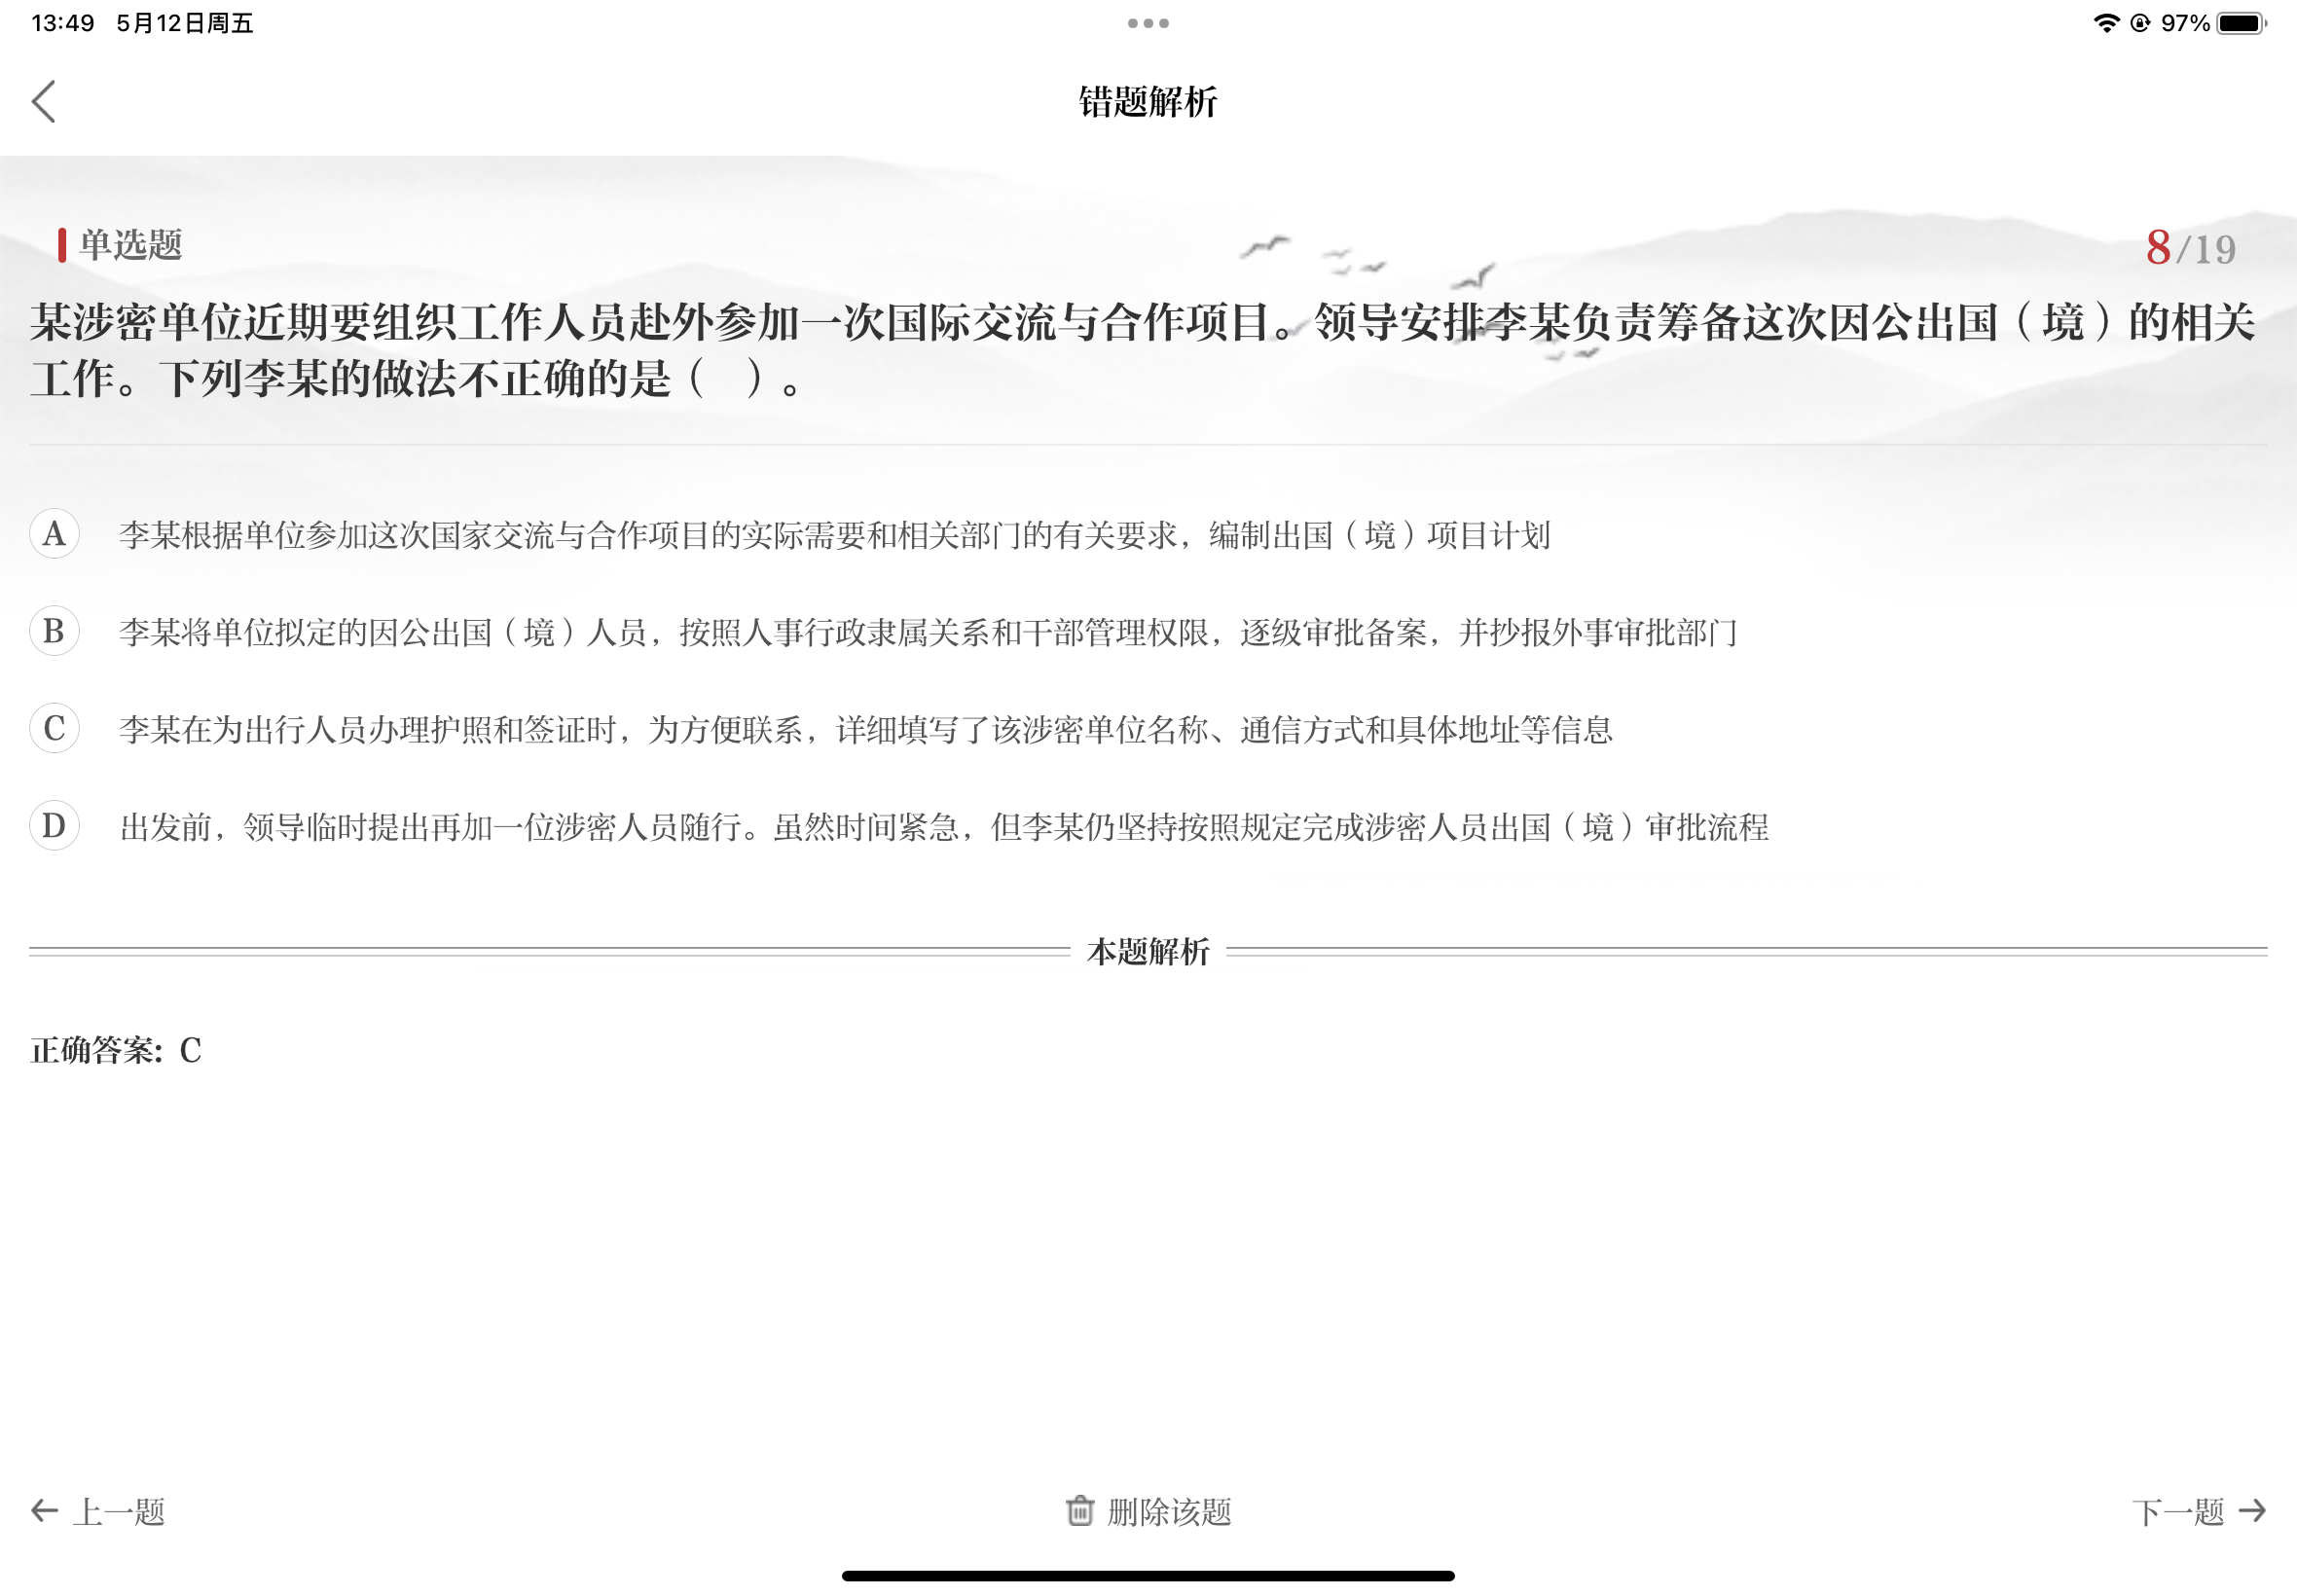 13:49 5月12日周五
97%
错题解析
单选题
8/19
某涉密单位近期要组织工作人员赴外参加一次国际交流与合作项目。领导安排李某负责筹备这次因公出国（境）的相关
工作。下列李某的做法不正确的是（ ）。
A 李某根据单位参加这次国家交流与合作项目的实际需要和相关部门的有关要求，编制出国（境）项目计划
B 李某将单位拟定的因公出国（境）人员，按照人事行政隶属关系和干部管理权限，逐级审批备案，并抄报外事审批部门
C 李某在为出行人员办理护照和签证时，为方便联系，详细填写了该涉密单位名称、通信方式和具体地址等信息
D 出发前，领导临时提出再加一位涉密人员随行。虽然时间紧急，但李某仍坚持按照规定完成涉密人员出国（境）审批流程
本题解析
正确答案: C
上一题
删除该题
下一题